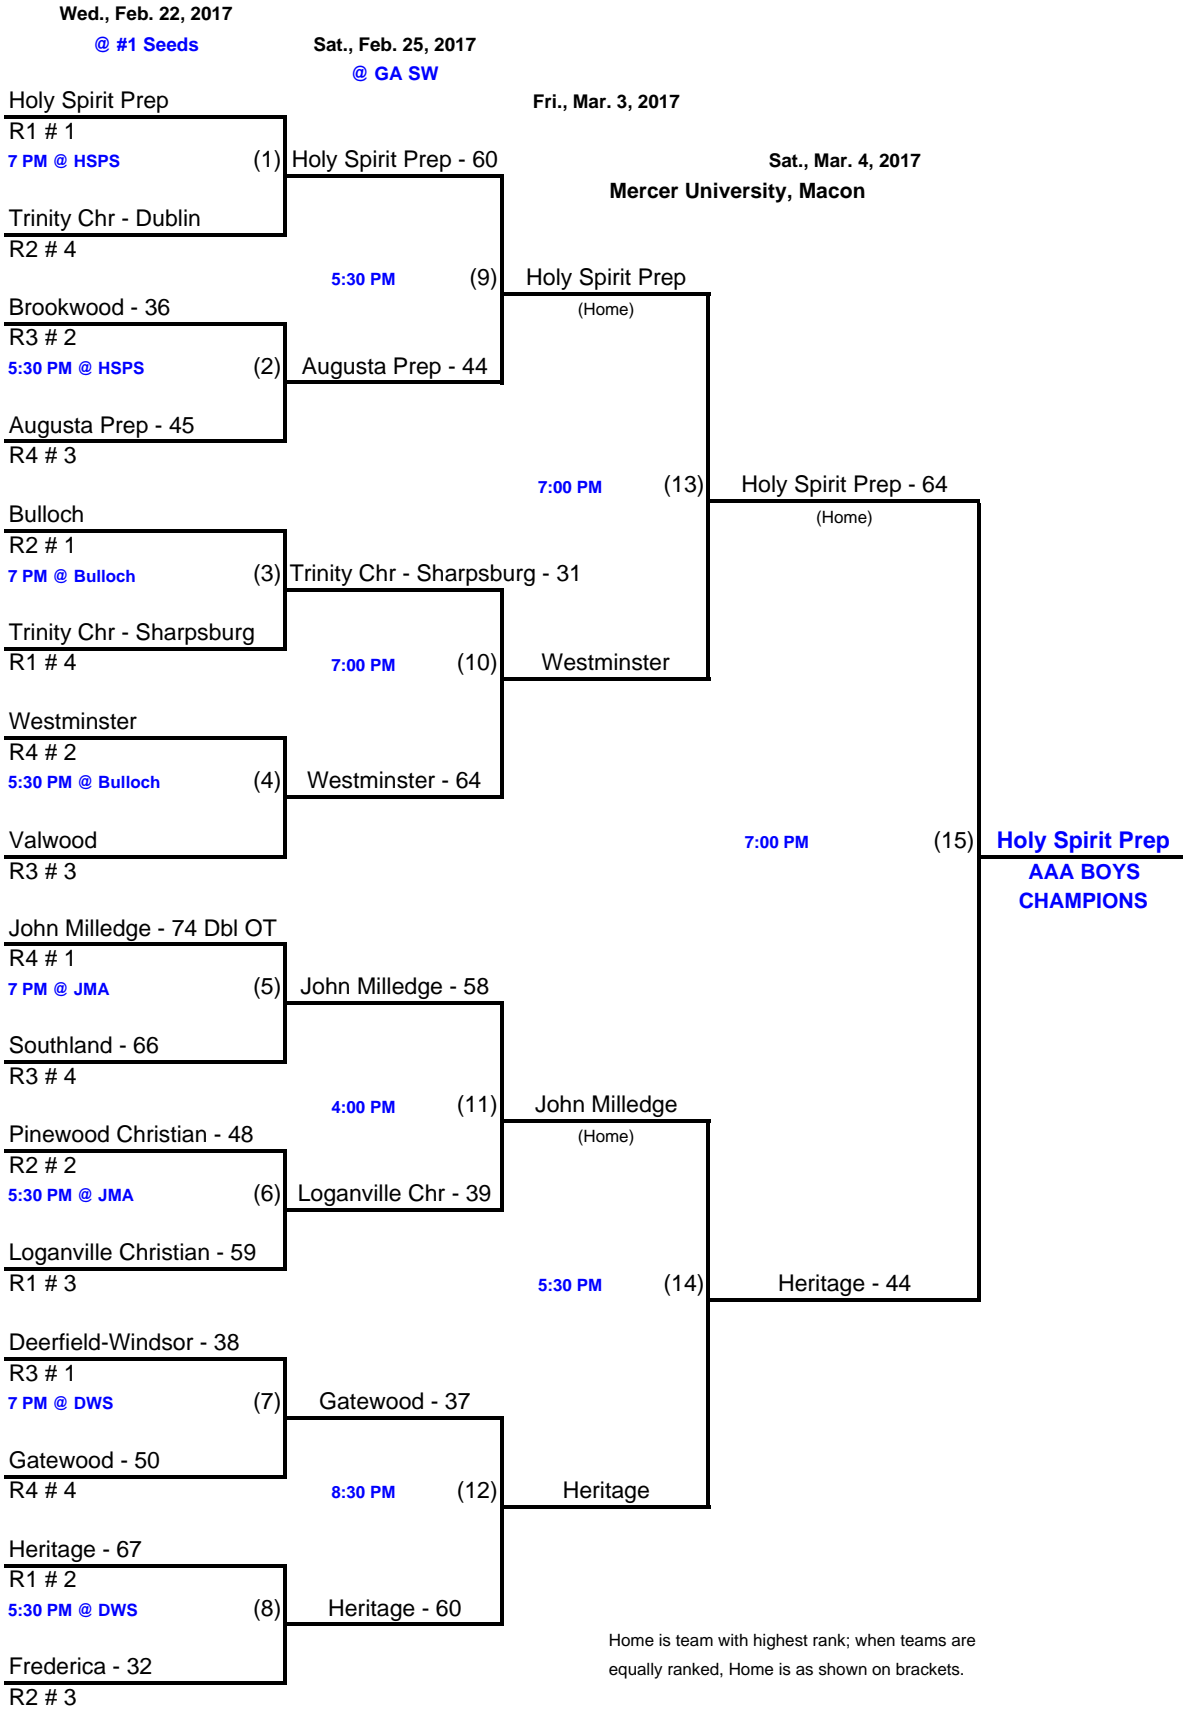 Wed., Feb. 22, 2017
@ #1 Seeds
Sat., Feb. 25, 2017
@ GA SW
Fri., Mar. 3, 2017
Sat., Mar. 4, 2017
Mercer University, Macon
Holy Spirit Prep
R1 # 1
7 PM @ HSPS
(1)
Trinity Chr - Dublin
R2 # 4
Brookwood - 36
R3 # 2
5:30 PM @ HSPS
(2)
Augusta Prep - 45
R4 # 3
Bulloch
R2 # 1
7 PM @ Bulloch
(3)
Trinity Chr - Sharpsburg
R1 # 4
Westminster
R4 # 2
5:30 PM @ Bulloch
(4)
Valwood
R3 # 3
John Milledge - 74 Dbl OT
R4 # 1
7 PM @ JMA
(5)
Southland - 66
R3 # 4
Pinewood Christian - 48
R2 # 2
5:30 PM @ JMA
(6)
Loganville Christian - 59
R1 # 3
Deerfield-Windsor - 38
R3 # 1
7 PM @ DWS
(7)
Gatewood - 50
R4 # 4
Heritage - 67
R1 # 2
5:30 PM @ DWS
(8)
Frederica - 32
R2 # 3
Holy Spirit Prep - 60
5:30 PM
(9)
Augusta Prep - 44
Trinity Chr - Sharpsburg - 31
7:00 PM
(10)
Westminster - 64
John Milledge - 58
4:00 PM
(11)
Loganville Chr - 39
Gatewood - 37
8:30 PM
(12)
Heritage - 60
Holy Spirit Prep
(Home)
7:00 PM
(13)
Westminster
John Milledge
(Home)
5:30 PM
(14)
Heritage
Holy Spirit Prep - 64
(Home)
7:00 PM
(15)
Heritage - 44
Holy Spirit Prep
AAA BOYS
CHAMPIONS
Home is team with highest rank; when teams are
equally ranked, Home is as shown on brackets.